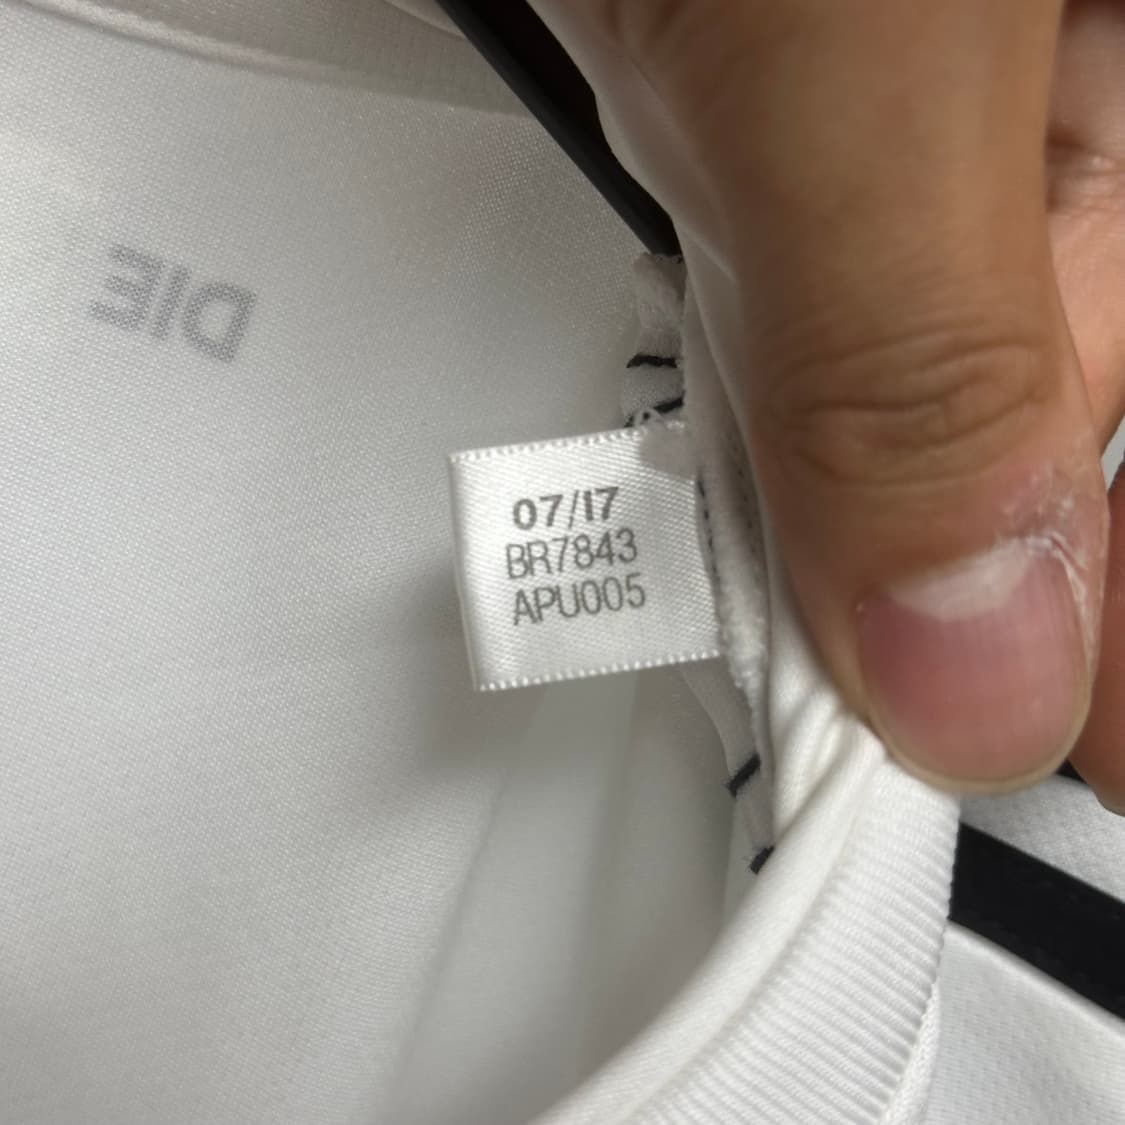 DIE
07/17
BR7843
APU005